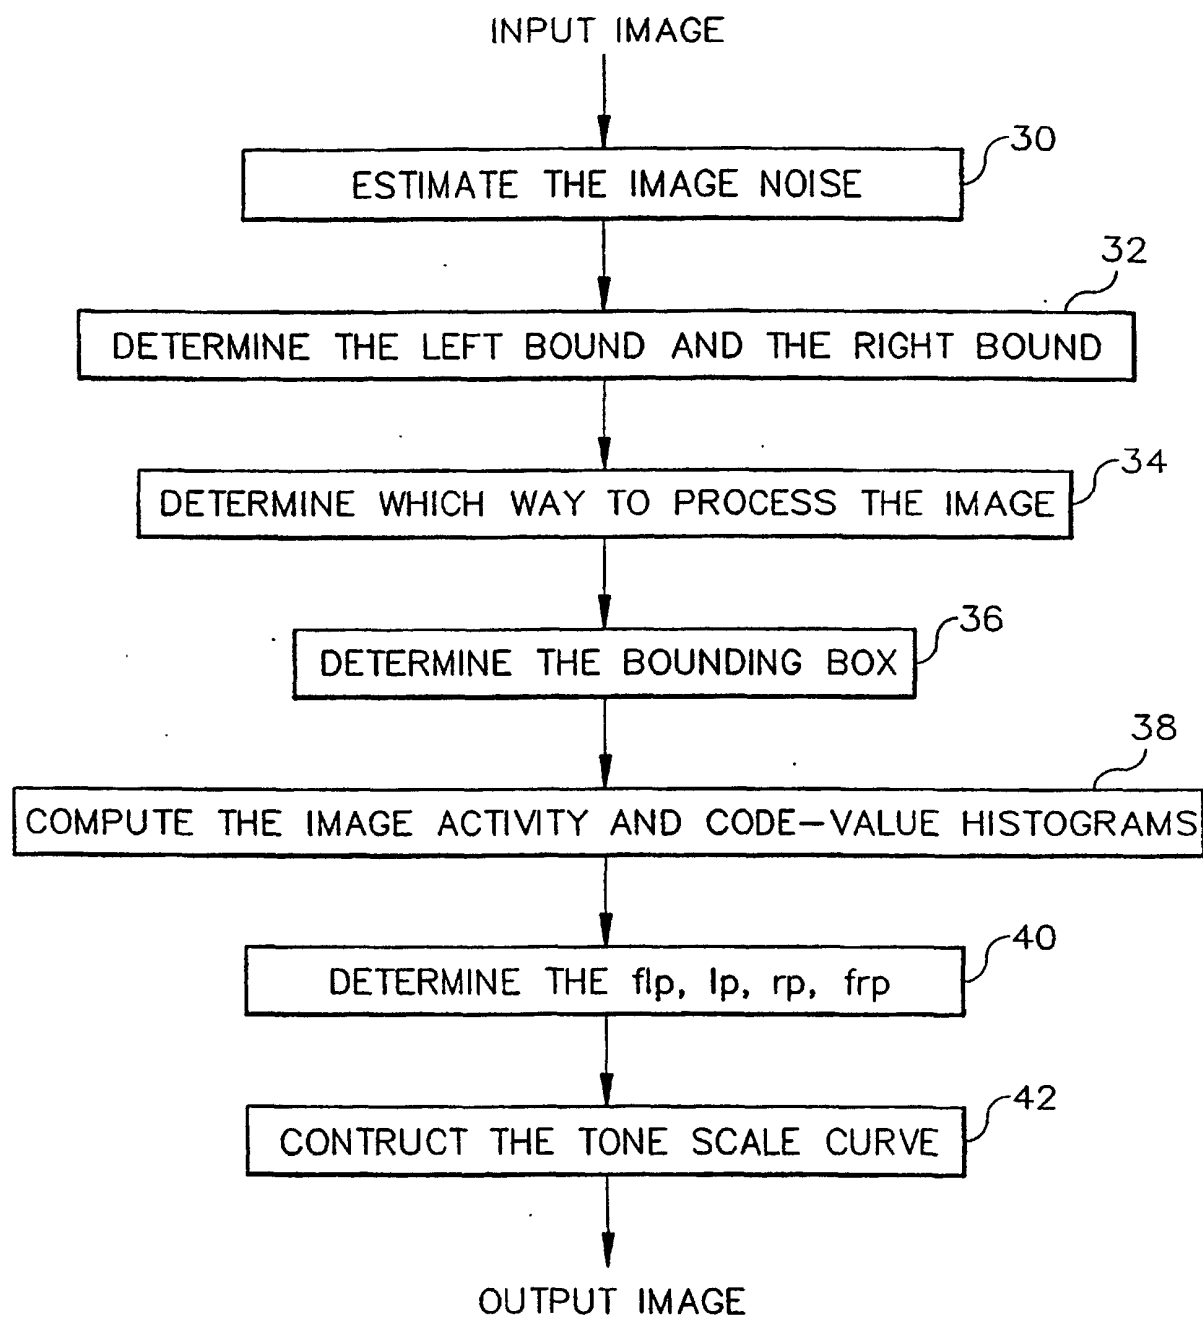 INPUT IMAGE
30
ESTIMATE THE IMAGE NOISE
32
DETERMINE THE LEFT BOUND AND THE RIGHT BOUND
34
DETERMINE WHICH WAY TO PROCESS THE IMAGE
36
DETERMINE THE BOUNDING BOX
38
COMPUTE THE IMAGE ACTIVITY AND CODE-VALUE HISTOGRAMS
40
DETERMINE THE flp, lp, rp, frp
42
CONTRUCT THE TONE SCALE CURVE
OUTPUT IMAGE